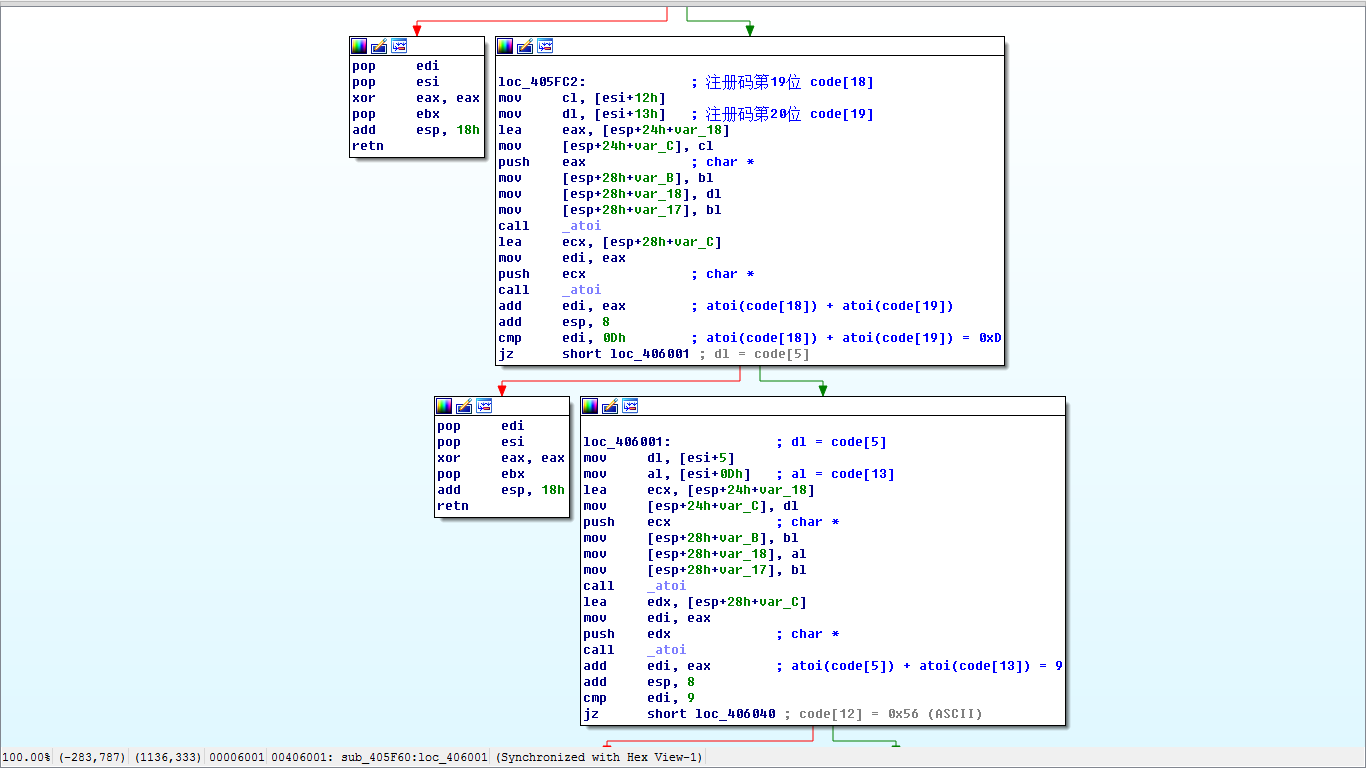 pop edi
pop esi
xor eax, eax
pop ebx
add esp, 18h
retn
loc_405FC2: ; 注册码第19位 code[18]
mov cl, [esi+12h]
mov dl, [esi+13h] ; 注册码第20位 code[19]
lea eax, [esp+24h+var_18]
mov [esp+24h+var_C], cl
push eax ; char *
mov [esp+28h+var_B], bl
mov [esp+28h+var_18], dl
mov [esp+28h+var_17], bl
call _atoi
lea ecx, [esp+28h+var_C]
mov edi, eax
push ecx ; char *
call _atoi
add edi, eax ; atoi(code[18]) + atoi(code[19])
add esp, 8
cmp edi, 0Dh ; atoi(code[18]) + atoi(code[19]) = 0xD
jz short loc_406001 ; dl = code[5]
pop edi
pop esi
xor eax, eax
pop ebx
add esp, 18h
retn
loc_406001: ; dl = code[5]
mov dl, [esi+5]
mov al, [esi+0Dh] ; al = code[13]
lea ecx, [esp+24h+var_18]
mov [esp+24h+var_C], dl
push ecx ; char *
mov [esp+28h+var_B], bl
mov [esp+28h+var_18], al
mov [esp+28h+var_17], bl
call _atoi
lea edx, [esp+28h+var_C]
mov edi, eax
push edx ; char *
call _atoi
add edi, eax ; atoi(code[5]) + atoi(code[13]) = 9
add esp, 8
cmp edi, 9
jz short loc_406040 ; code[12] = 0x56 (ASCII)
100.00% (-283,787) (1136,333) 00006001 00406001: sub_405F60:loc_406001 (Synchronized with Hex View-1)